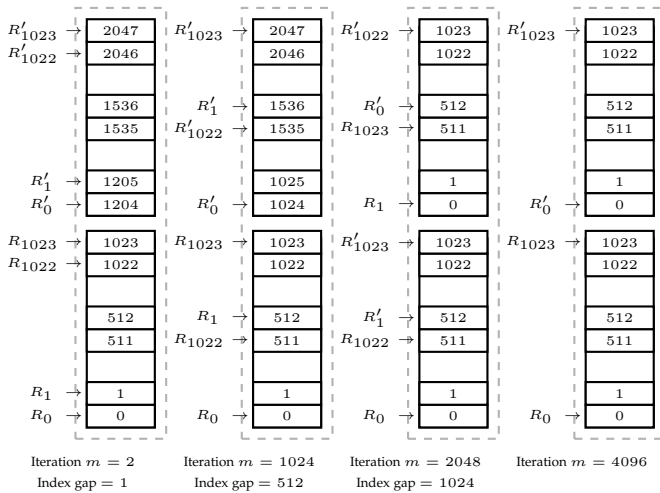 R′1023 → 2047 R′1023 → 2047 R′1022 → 1023 R′1023 → 1023
R′1022 → 2046 2046 1022 1022
1536 R′1 → 1536 R′0 → 512 512
1535 R′1022 → 1535 R1023 → 511 511
R′1 → 1205 1025 1 1
R′0 → 1204 R′0 → 1024 R1 → 0 R′0 → 0
R1023 → 1023 R1023 → 1023 R′1023 → 1023 R1023 → 1023
R1022 → 1022 1022 1022 1022
512 R1 → 512 R′1 → 512 512
511 R1022 → 511 R1022 → 511 511
R1 → 1 1 1 1
R0 → 0 R0 → 0 R0 → 0 R0 → 0
Iteration m = 2 Iteration m = 1024 Iteration m = 2048 Iteration m = 4096
Index gap = 1 Index gap = 512 Index gap = 1024